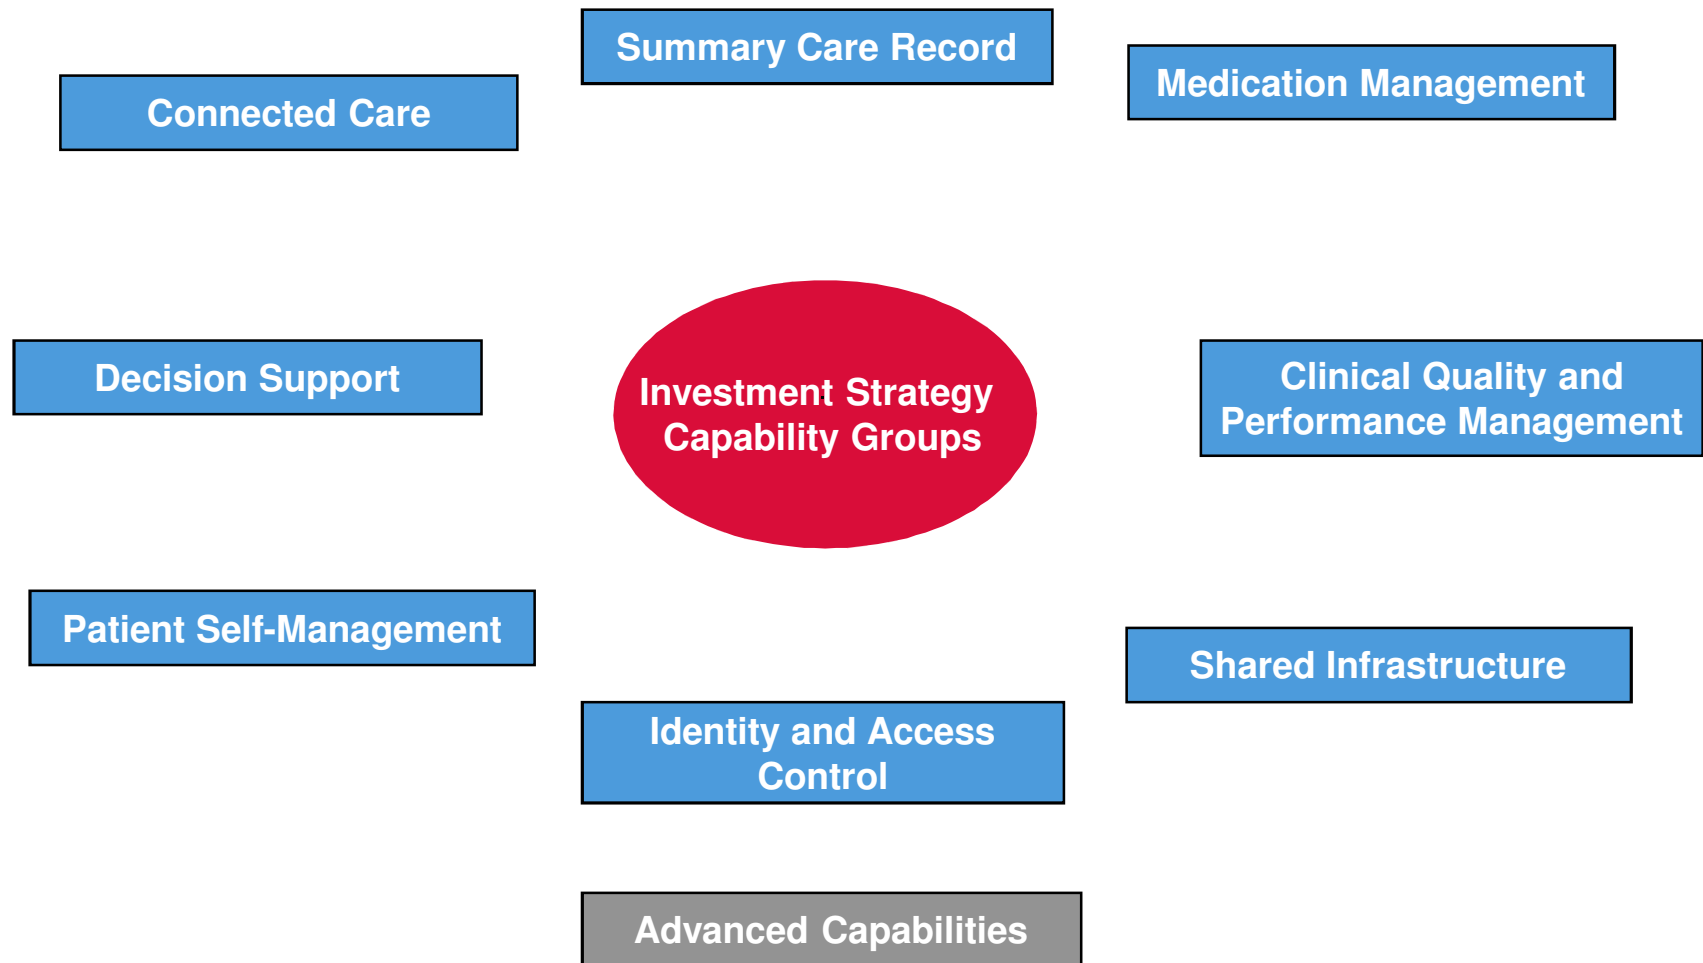 Summary Care Record
Medication Management
Connected Care
Decision Support
Investment Strategy
Capability Groups
Clinical Quality and
Performance Management
Patient Self-Management
Shared Infrastructure
Identity and Access
Control
Advanced Capabilities